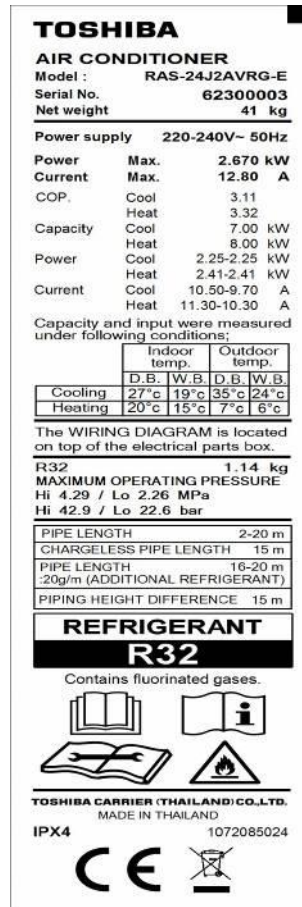 TOSHIBA
AIR CONDITIONER
Model : RAS-24J2AVRG-E
Serial No. 62300003
Net weight 41 kg
Power supply 220-240V~ 50Hz
Power Max. 2.670 kW
Current Max. 12.80 A
COP. Cool 3.11
Heat 3.32
Capacity Cool 7.00 kW
Heat 8.00 kW
Power Cool 2.25-2.25 kW
Heat 2.41-2.41 kW
Current Cool 10.50-9.70 A
Heat 11.30-10.30 A
Capacity and input were measured
under following conditions;
Indoor temp. Outdoor temp.
D.B. W.B. D.B. W.B.
Cooling 27°c 19°c 35°c 24°c
Heating 20°c 15°c 7°c 6°c
The WIRING DIAGRAM is located
on top of the electrical parts box.
R32 1.14 kg
MAXIMUM OPERATING PRESSURE
Hi 4.29 / Lo 2.26 MPa
Hi 42.9 / Lo 22.6 bar
PIPE LENGTH 2-20 m
CHARGELESS PIPE LENGTH 15 m
PIPE LENGTH 16-20 m
:20g/m (ADDITIONAL REFRIGERANT)
PIPING HEIGHT DIFFERENCE 15 m
REFRIGERANT
R32
Contains fluorinated gases.
TOSHIBA CARRIER (THAILAND) CO.,LTD.
MADE IN THAILAND
IPX4 1072085024
CE